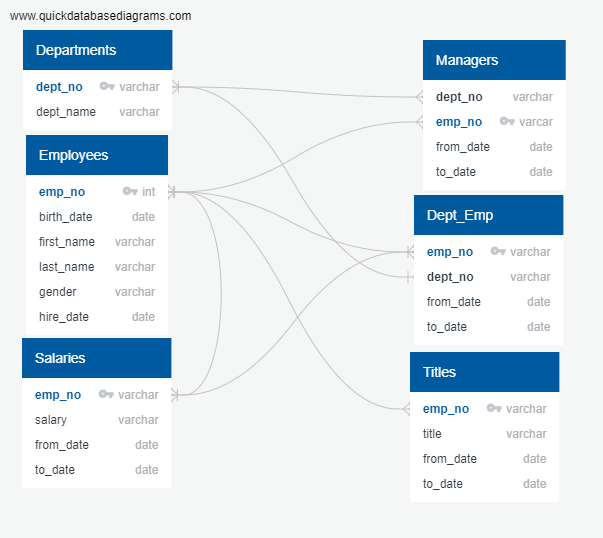 www.quickdatabasediagrams.com
Departments
dept_no varchar
dept_name varchar
Employees
emp_no int
birth_date date
first_name varchar
last_name varchar
gender varchar
hire_date date
Salaries
emp_no varchar
salary varchar
from_date date
to_date date
Managers
dept_no varchar
emp_no varcar
from_date date
to_date date
Dept_Emp
emp_no varchar
dept_no varchar
from_date date
to_date date
Titles
emp_no varchar
title varchar
from_date date
to_date date